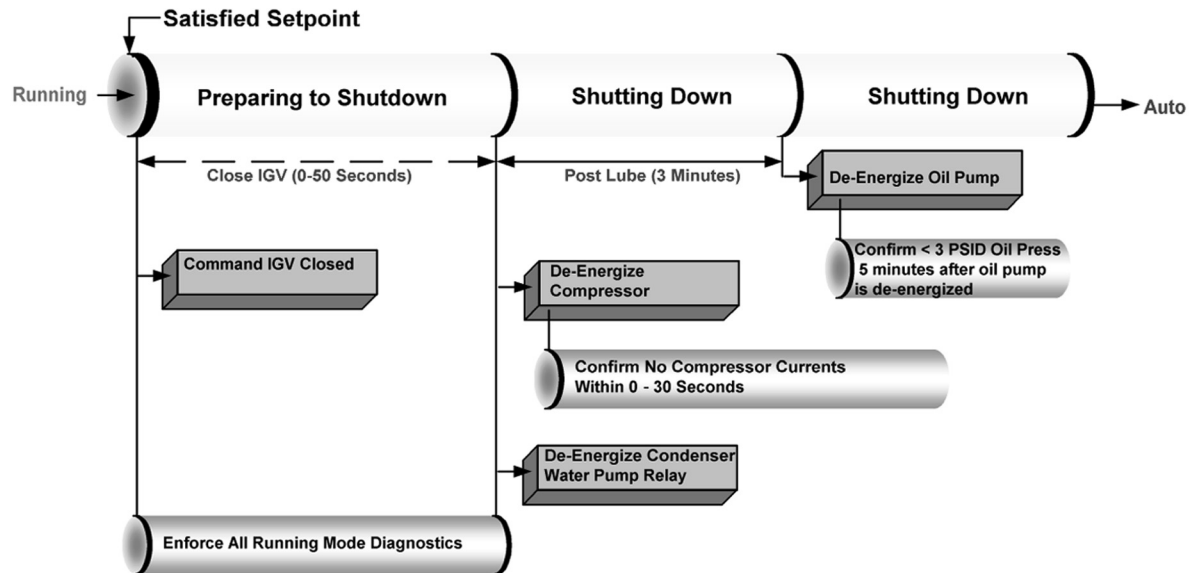 Satisfied Setpoint
Running
Preparing to Shutdown
Shutting Down
Shutting Down
Auto
Close IGV (0-50 Seconds)
Post Lube (3 Minutes)
De-Energize Oil Pump
Confirm < 3 PSID Oil Press
5 minutes after oil pump
is de-energized
Command IGV Closed
De-Energize
Compressor
Confirm No Compressor Currents
Within 0 - 30 Seconds
De-Energize Condenser
Water Pump Relay
Enforce All Running Mode Diagnostics